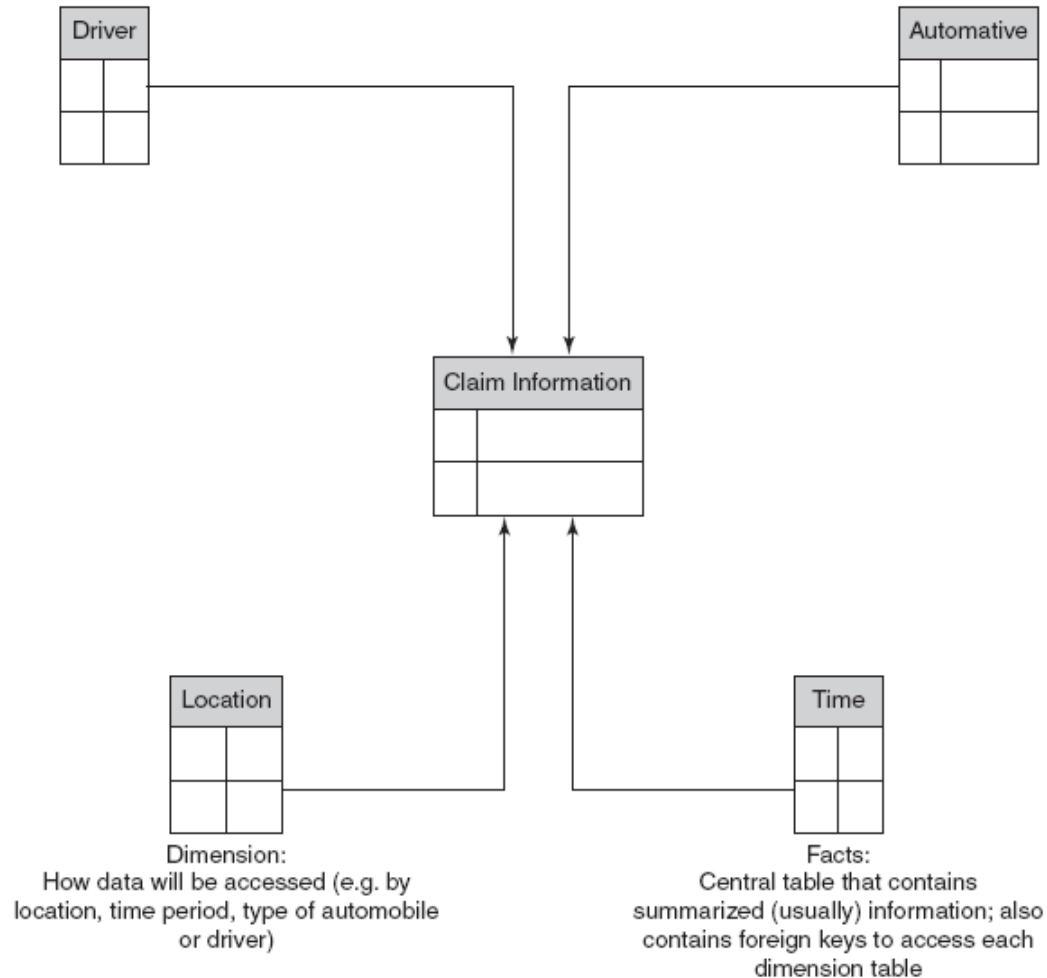 Driver
Automative
Claim Information
Location
Time
Dimension:
How data will be accessed (e.g. by
location, time period, type of automobile
or driver)
Facts:
Central table that contains
summarized (usually) information; also
contains foreign keys to access each
dimension table